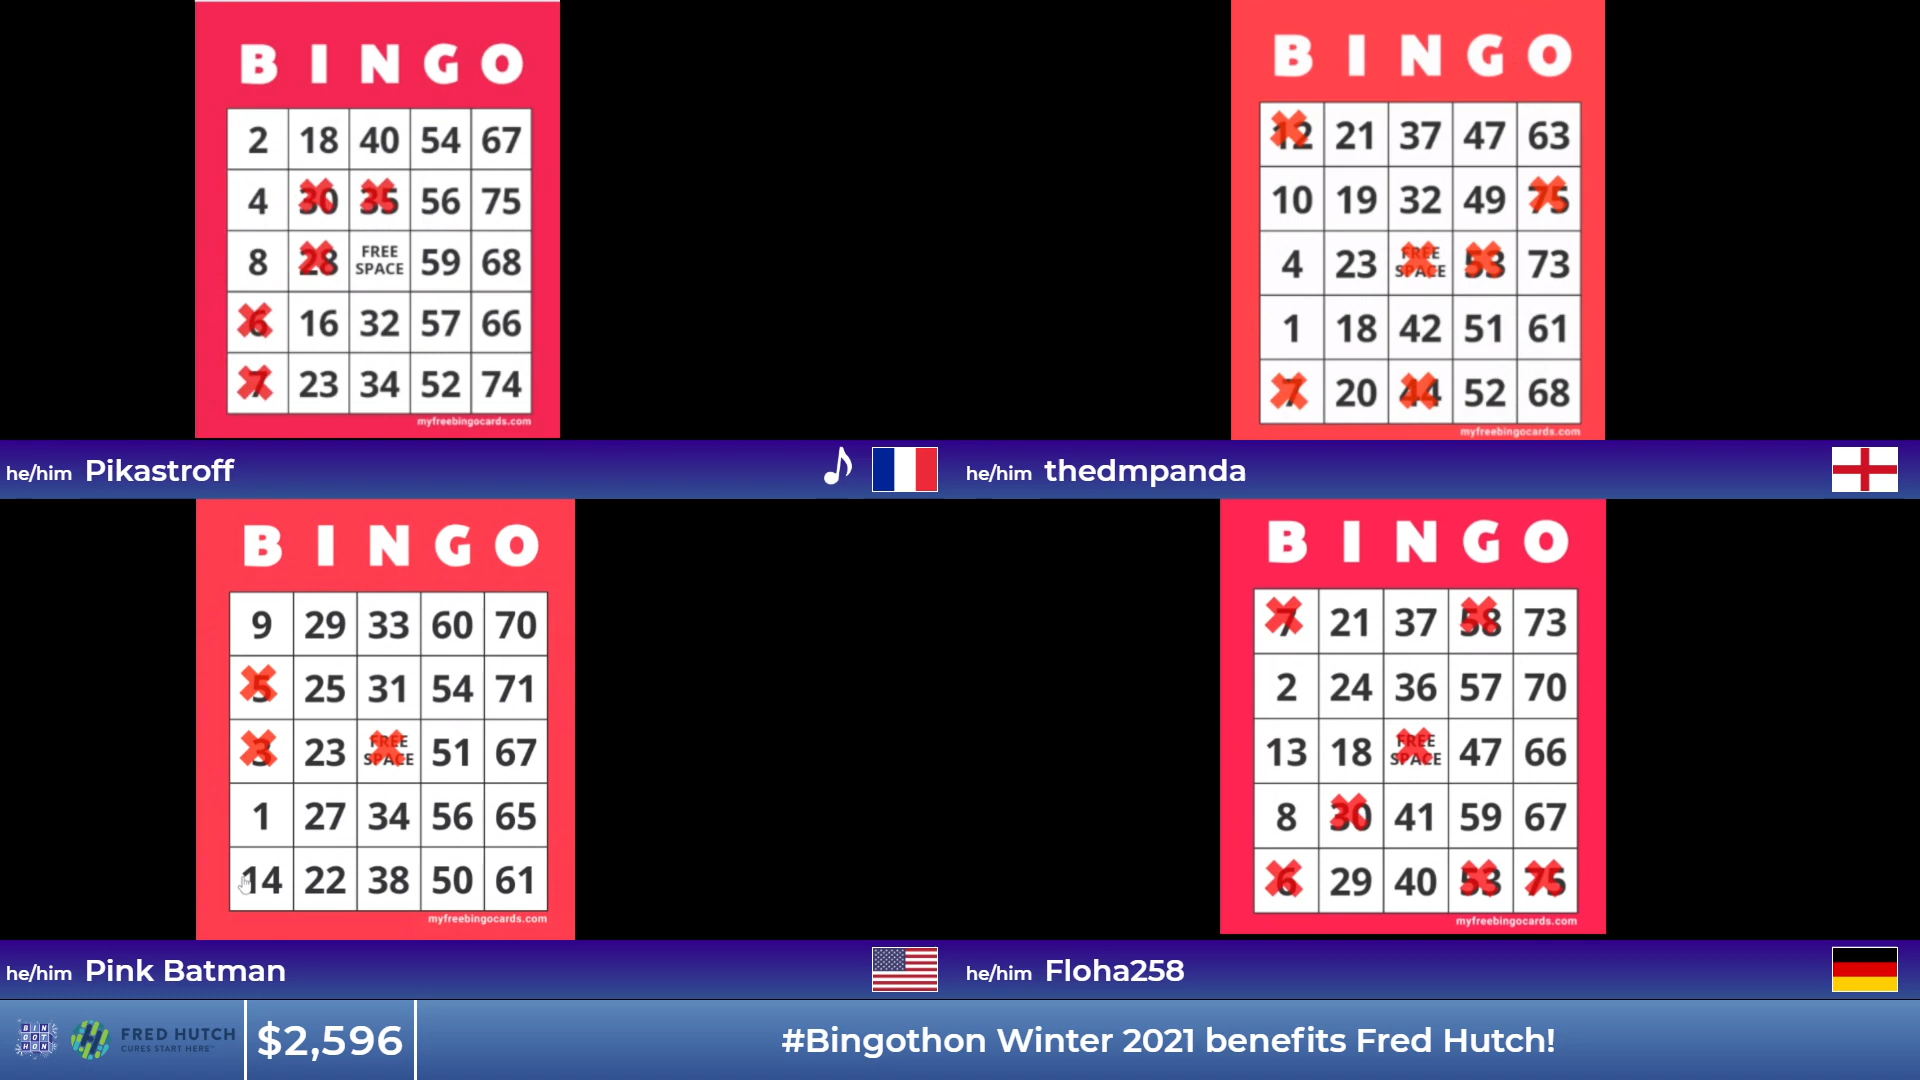 B I N G O
2 18 40 54 67
4 30 35 56 75
8 28 FREE SPACE 59 68
6 16 32 57 66
7 23 34 52 74
myfreebingocards.com
B I N G O
12 21 37 47 63
10 19 32 49 75
4 23 FREE SPACE 53 73
1 18 42 51 61
7 20 44 52 68
myfreebingocards.com
he/him Pikastroff
he/him thedmpanda
B I N G O
9 29 33 60 70
5 25 31 54 71
3 23 FREE SPACE 51 67
1 27 34 56 65
14 22 38 50 61
myfreebingocards.com
B I N G O
7 21 37 58 73
2 24 36 57 70
13 18 FREE SPACE 47 66
8 30 41 59 67
6 29 40 53 75
myfreebingocards.com
he/him Pink Batman
he/him Floha258
BIN
GOT
HON
FRED HUTCH
CURES START HERE™
$2,596
#Bingothon Winter 2021 benefits Fred Hutch!